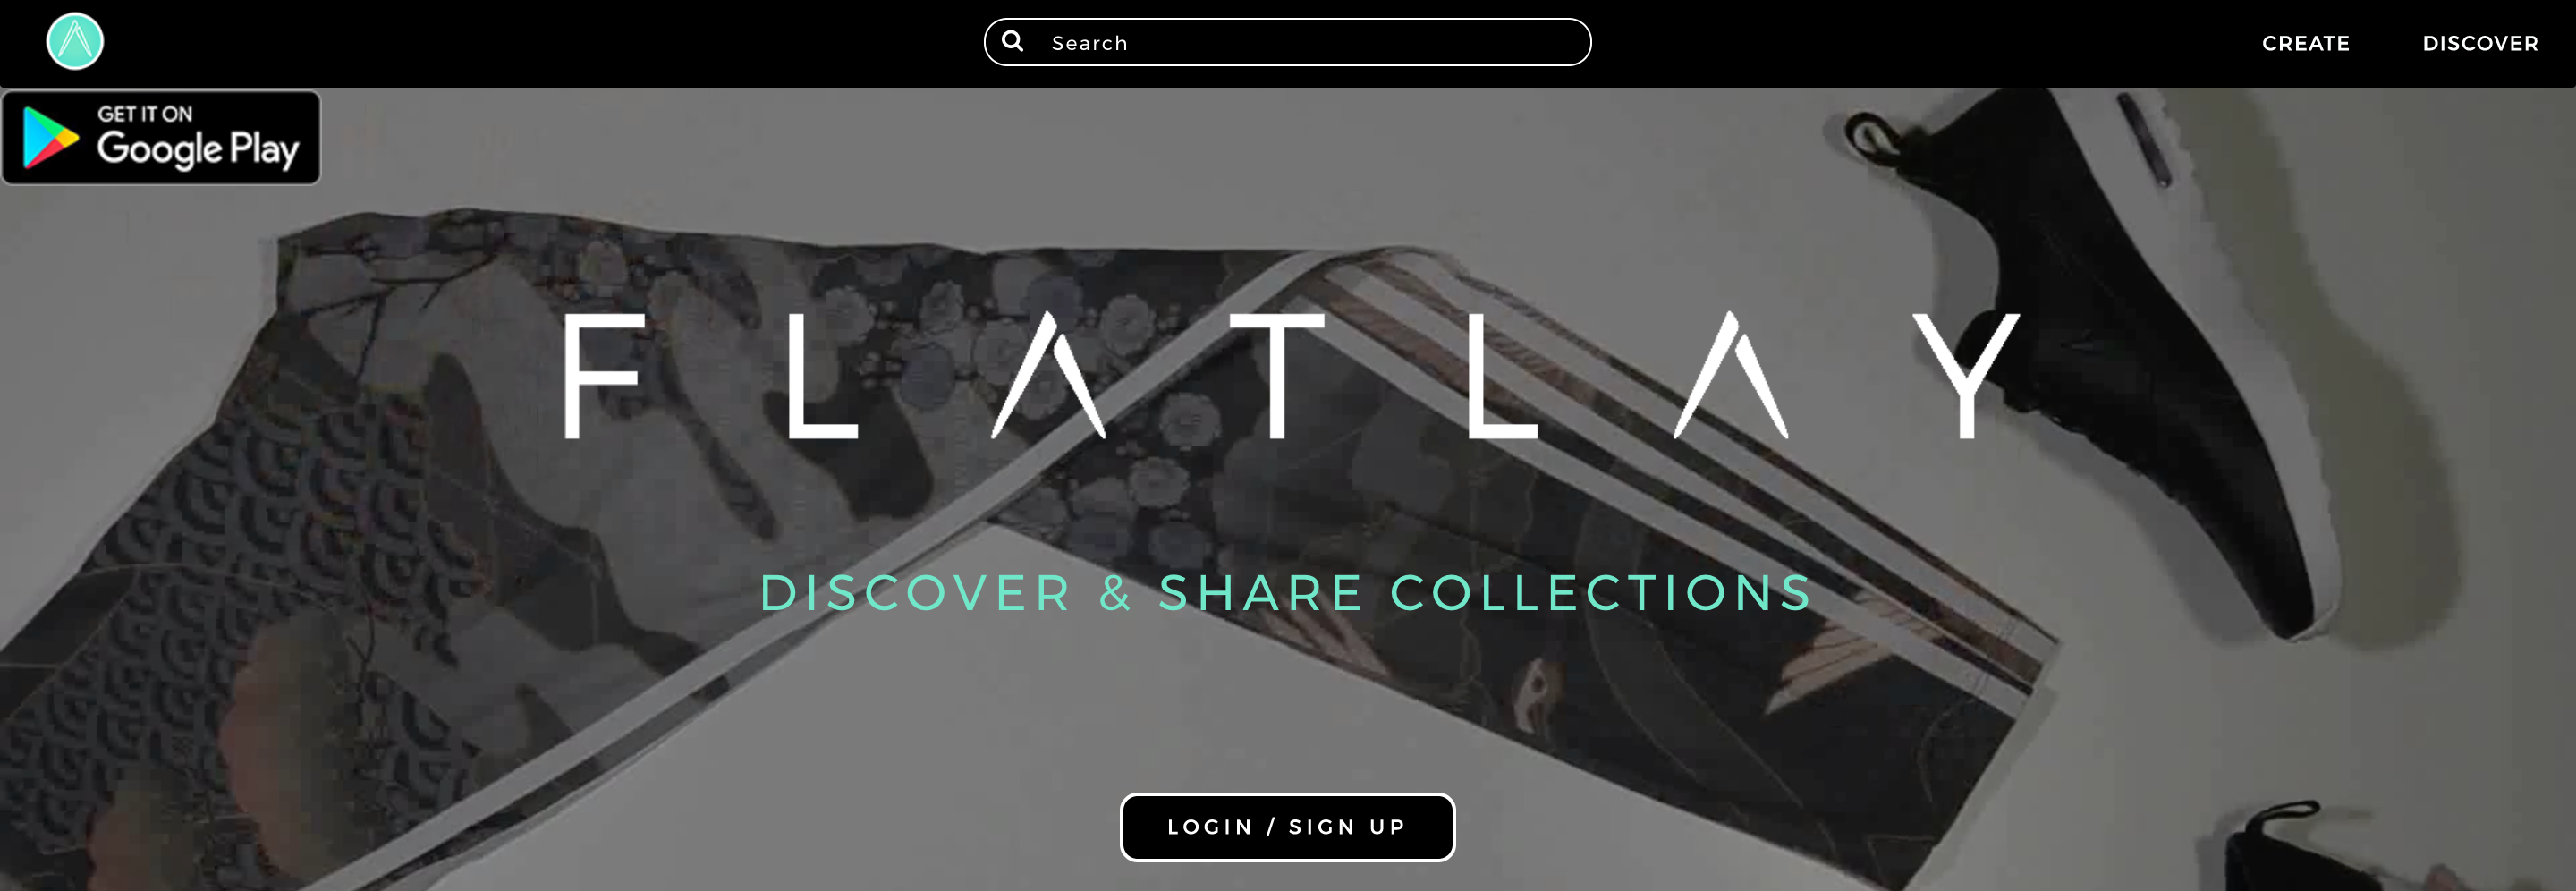 Search
CREATE
DISCOVER
GET IT ON
Google Play
FLATLAY
DISCOVER & SHARE COLLECTIONS
LOGIN / SIGN UP